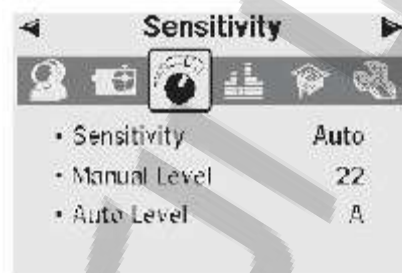 Sensitivity
• Sensitivity Auto
• Manual Level 22
• Auto Level A